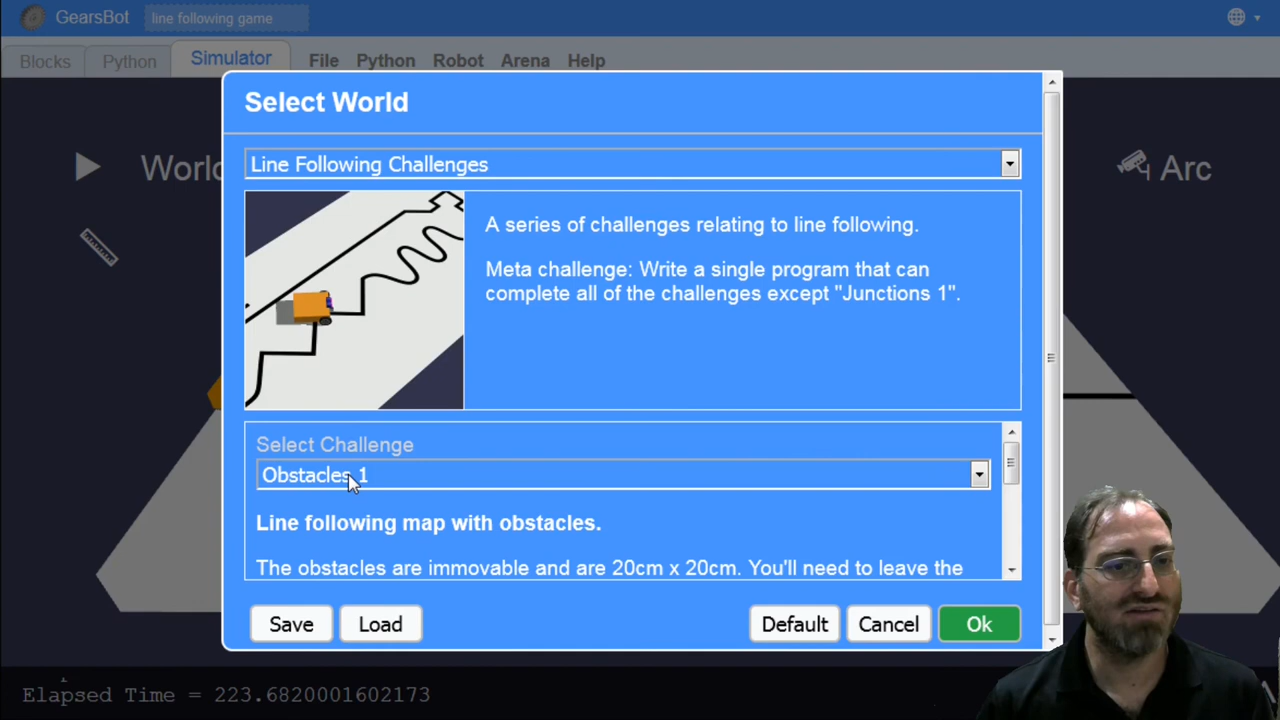 GearsBot
line following game
Blocks
Python
Simulator
File
Python
Robot
Arena
Help
Select World
World
Arc
Line Following Challenges
A series of challenges relating to line following.
Meta challenge: Write a single program that can
complete all of the challenges except "Junctions 1".
Select Challenge
Obstacles 1
Line following map with obstacles.
The obstacles are immovable and are 20cm x 20cm. You'll need to leave the
Save
Load
Default
Cancel
Ok
Elapsed Time = 223.6820001602173